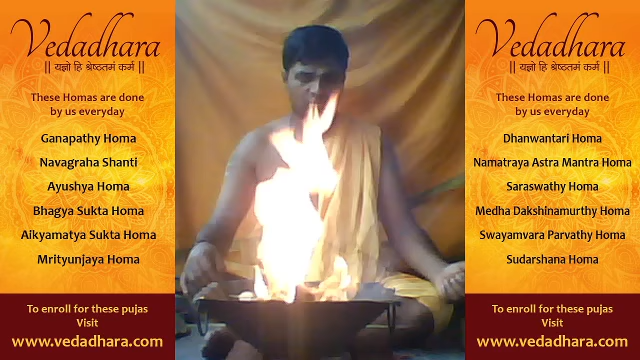 Vedadhara
|| यज्ञो हि श्रेष्ठतमं कर्म ||
These Homas are done
by us everyday
Ganapathy Homa
Navagraha Shanti
Ayushya Homa
Bhagya Sukta Homa
Aikyamatya Sukta Homa
Mrityunjaya Homa
To enroll for these pujas
Visit
www.vedadhara.com
Vedadhara
|| यज्ञो हि श्रेष्ठतमं कर्म ||
These Homas are done
by us everyday
Dhanwantari Homa
Namatraya Astra Mantra Homa
Saraswathy Homa
Medha Dakshinamurthy Homa
Swayamvara Parvathy Homa
Sudarshana Homa
To enroll for these pujas
Visit
www.vedadhara.com